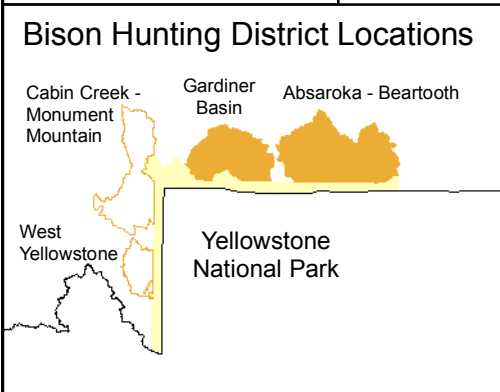 Bison Hunting District Locations
Cabin Creek -
Monument
Mountain
Gardiner
Basin
Absaroka - Beartooth
West
Yellowstone
Yellowstone
National Park